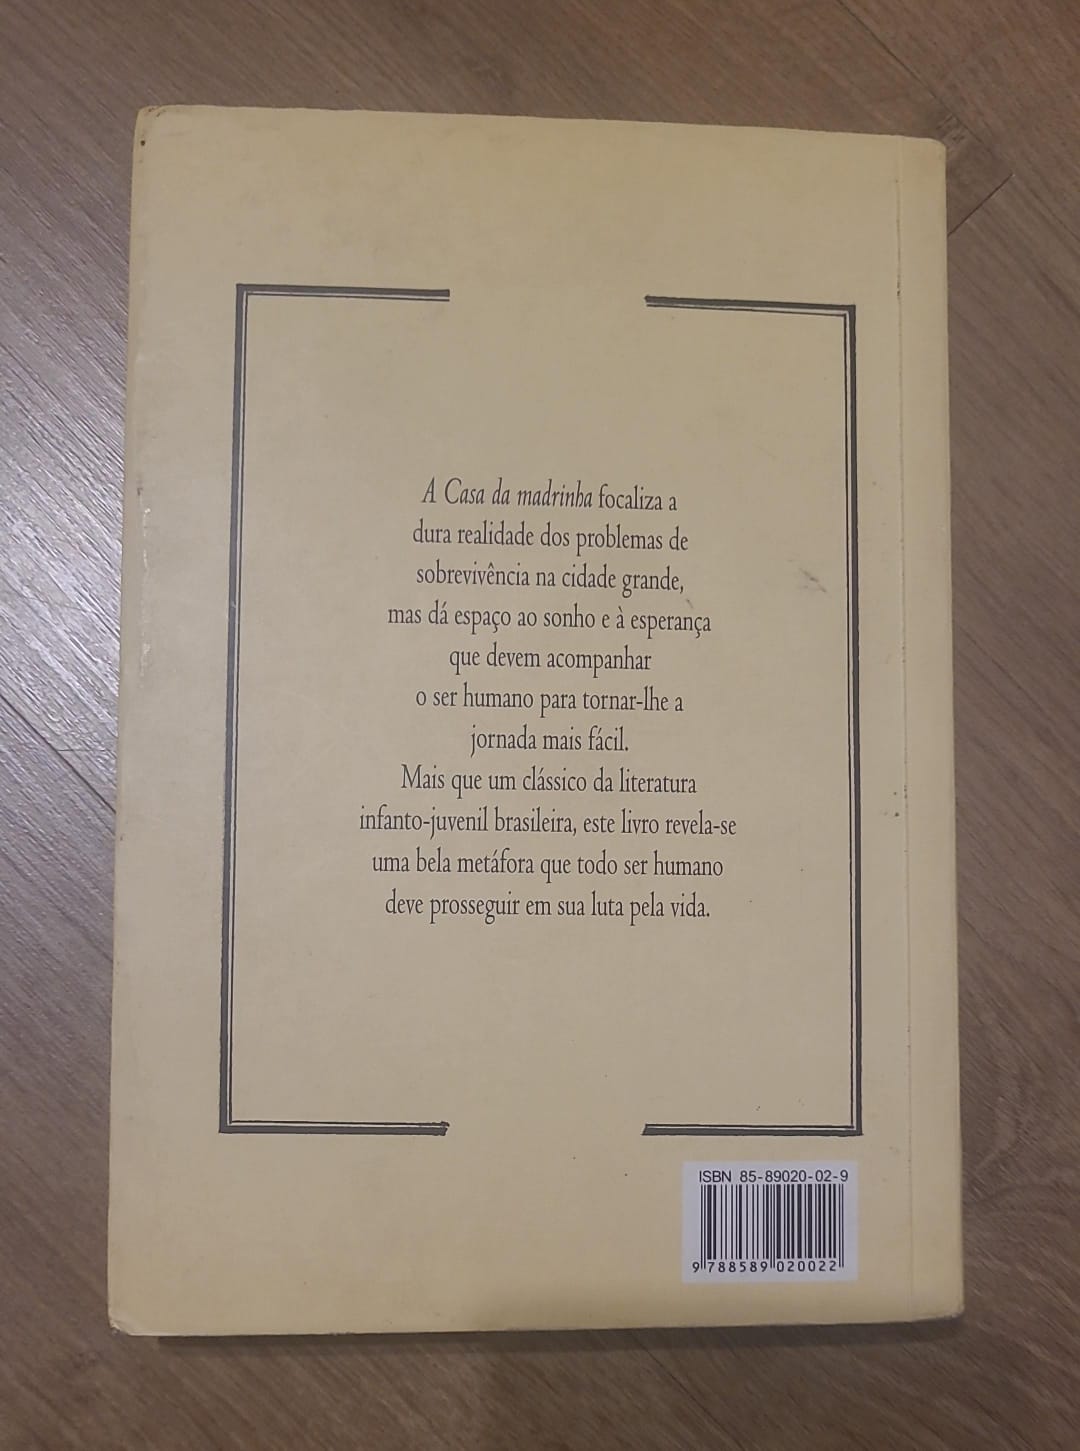 A Casa da madrinha focaliza a
dura realidade dos problemas de
sobrevivência na cidade grande,
mas dá espaço ao sonho e à esperança
que devem acompanhar
o ser humano para tornar-lhe a
jornada mais fácil.
Mais que um clássico da literatura
infanto-juvenil brasileira, este livro revela-se
uma bela metáfora que todo ser humano
deve prosseguir em sua luta pela vida.
ISBN 85-89020-02-9
9 788589 020022